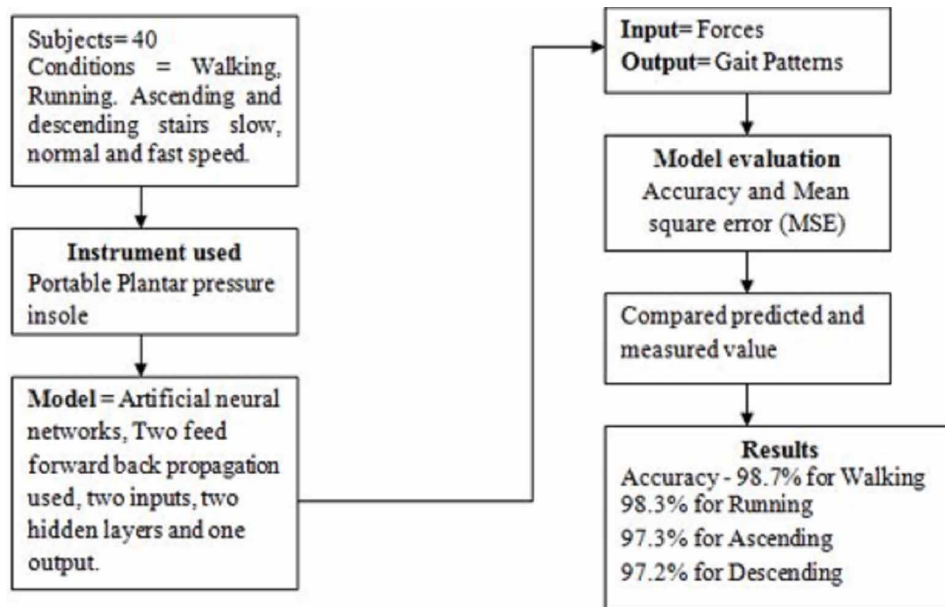 Subjects= 40
Conditions = Walking,
Running. Ascending and
descending stairs slow,
normal and fast speed.
Instrument used
Portable Plantar pressure
insole
Model = Artificial neural
networks, Two feed
forward back propagation
used, two inputs, two
hidden layers and one
output.
Input= Forces
Output= Gait Patterns
Model evaluation
Accuracy and Mean
square error (MSE)
Compared predicted and
measured value
Results
Accuracy - 98.7% for Walking
98.3% for Running
97.3% for Ascending
97.2% for Descending